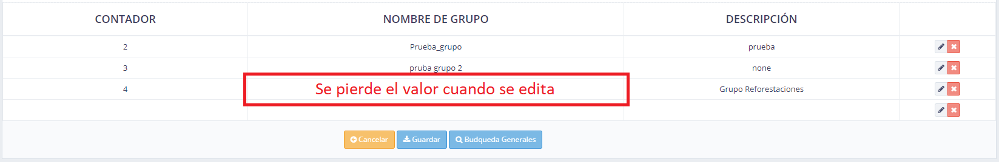 CONTADOR NOMBRE DE GRUPO DESCRIPCIÓN
2 Prueba_grupo prueba
3 pruba grupo 2 none
4 Se pierde el valor cuando se edita Grupo Reforestaciones
Cancelar Guardar Budqueda Generales